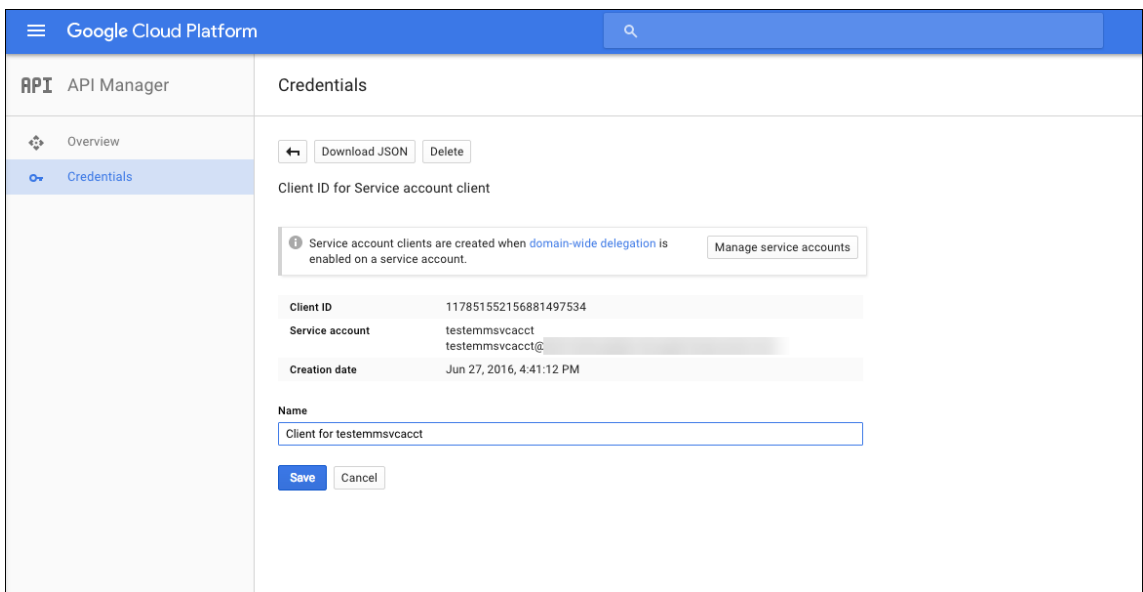 Google Cloud Platform
API API Manager
Credentials
Overview
Credentials
Download JSON Delete
Client ID for Service account client
Service account clients are created when domain-wide delegation is
enabled on a service account.
Manage service accounts
Client ID 117851552156881497534
Service account testemmsvcacct
testemmsvcacct@
Creation date Jun 27, 2016, 4:41:12 PM
Name
Client for testemmsvcacct
Save Cancel